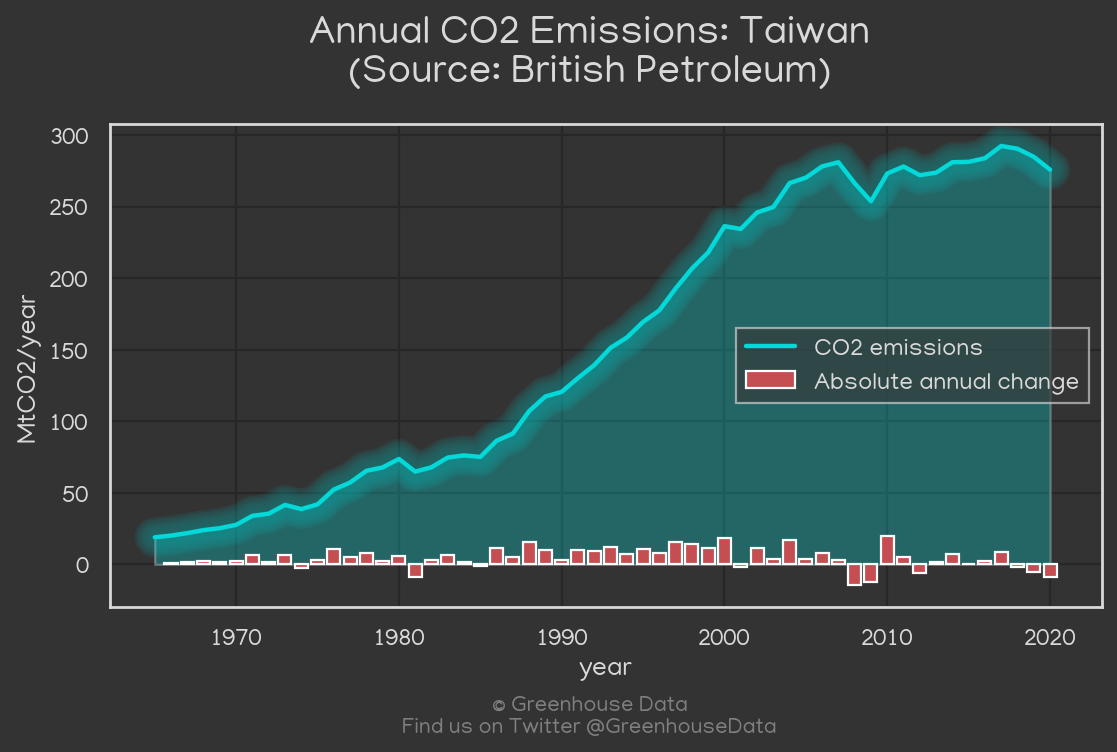 Annual CO2 Emissions: Taiwan
(Source: British Petroleum)
300
250
200
150
100
50
0
MtCO2/year
CO2 emissions
Absolute annual change
1970 1980 1990 2000 2010 2020
year
© Greenhouse Data
Find us on Twitter @GreenhouseData